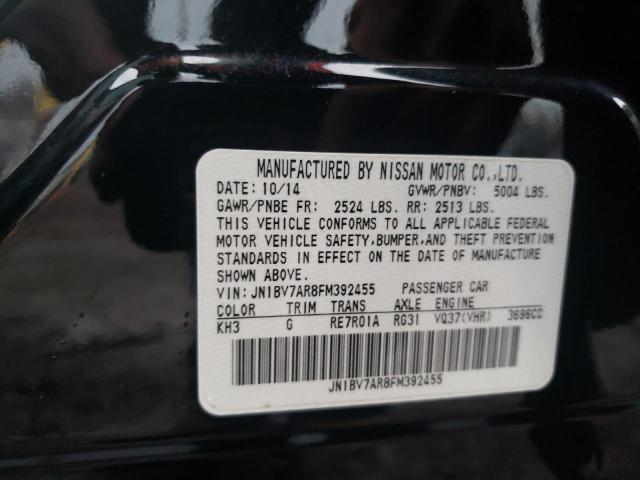 MANUFACTURED BY NISSAN MOTOR CO.,LTD.
DATE: 10/14 GVWR/PNBV: 5004 LBS.
GAWR/PNBE FR: 2524 LBS. RR: 2513 LBS.
THIS VEHICLE CONFORMS TO ALL APPLICABLE FEDERAL
MOTOR VEHICLE SAFETY,BUMPER,AND THEFT PREVENTION
STANDARDS IN EFFECT ON THE DATE OF MANUFACTURE
SHOWN ABOVE.
VIN: JN1BV7AR8FM392455 PASSENGER CAR
COLOR TRIM TRANS AXLE ENGINE
KH3 G RE7R01A RG31 VQ37(VHR) 3696CC
JN1BV7AR8FM392455